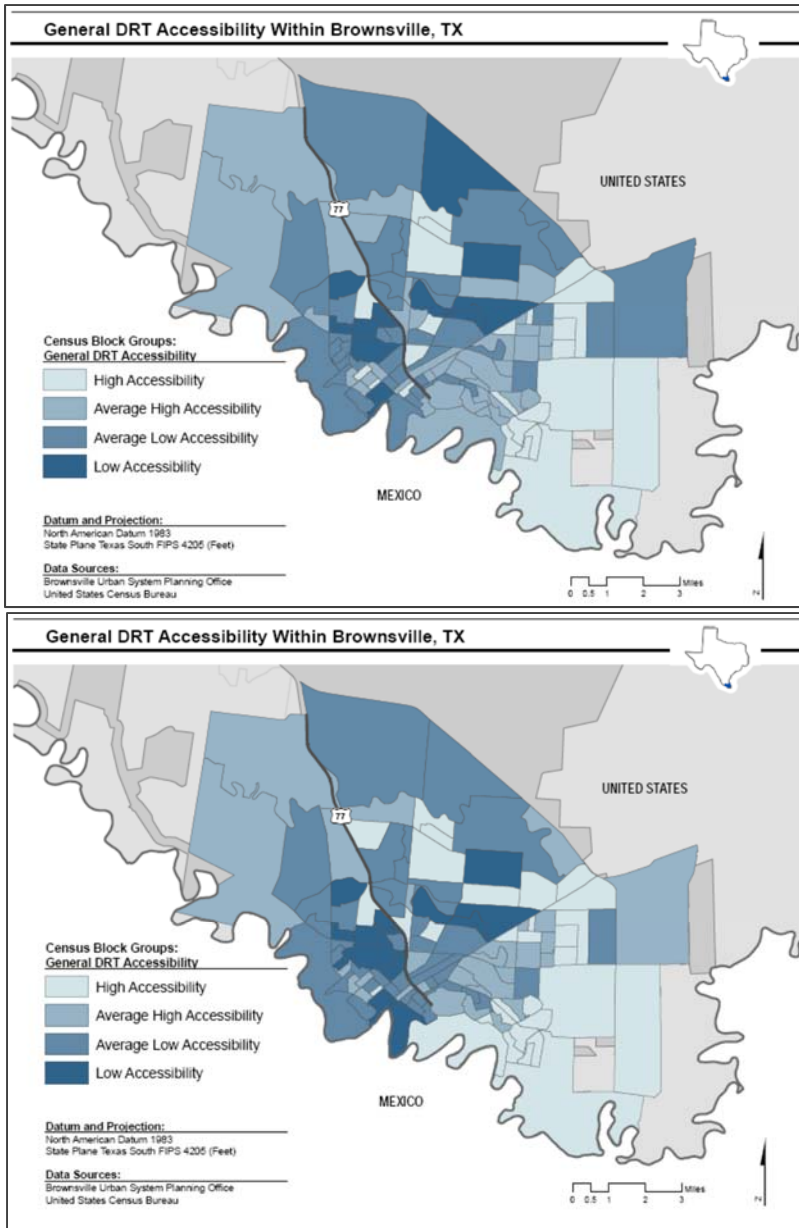 General DRT Accessibility Within Brownsville, TX
UNITED STATES
77
Census Block Groups:
General DRT Accessibility
High Accessibility
Average High Accessibility
Average Low Accessibility
Low Accessibility
MEXICO
Datum and Projection:
North American Datum 1983
State Plane Texas South FIPS 4205 (Feet)
Data Sources:
Brownsville Urban System Planning Office
United States Census Bureau
Miles
0 0.5 1 2 3
N
General DRT Accessibility Within Brownsville, TX
UNITED STATES
77
Census Block Groups:
General DRT Accessibility
High Accessibility
Average High Accessibility
Average Low Accessibility
Low Accessibility
MEXICO
Datum and Projection:
North American Datum 1983
State Plane Texas South FIPS 4205 (Feet)
Data Sources:
Brownsville Urban System Planning Office
United States Census Bureau
Miles
0 0.5 1 2 3
N